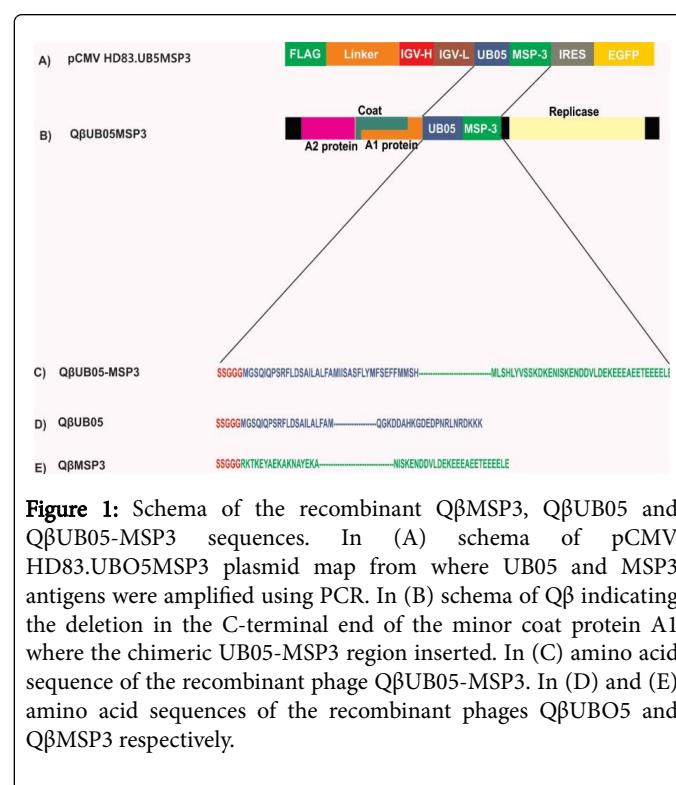 A) pCMV HD83.UB5MSP3 FLAG Linker IGV-H IGV-L UB05 MSP-3 IRES EGFP
Coat Replicase
B) QβUB05MSP3 UB05 MSP-3
A2 protein A1 protein
C) QβUB05-MSP3 SSGGGMGSQIQPSRFLDSAILALFAMIISASFLYMFSEFFMMSH----------------------MLSHLYVSSKDKENISKENDDVLDEKEEEAEETEEEELE
D) QβUB05 SSGGGMGSQIQPSRFLDSAILALFAM-------------QGKDDAHKGDEDPNRLNRDKKK
E) QβMSP3 SSGGGRKTKEYAEKAKNAYEKA----------------------NISKENDDVLDEKEEEAEETEEEELE
Figure 1: Schema of the recombinant QβMSP3, QβUB05 and
QβUB05-MSP3 sequences. In (A) schema of pCMV
HD83.UBO5MSP3 plasmid map from where UB05 and MSP3
antigens were amplified using PCR. In (B) schema of Qβ indicating
the deletion in the C-terminal end of the minor coat protein A1
where the chimeric UB05-MSP3 region inserted. In (C) amino acid
sequence of the recombinant phage QβUB05-MSP3. In (D) and (E)
amino acid sequences of the recombinant phages QβUBO5 and
QβMSP3 respectively.